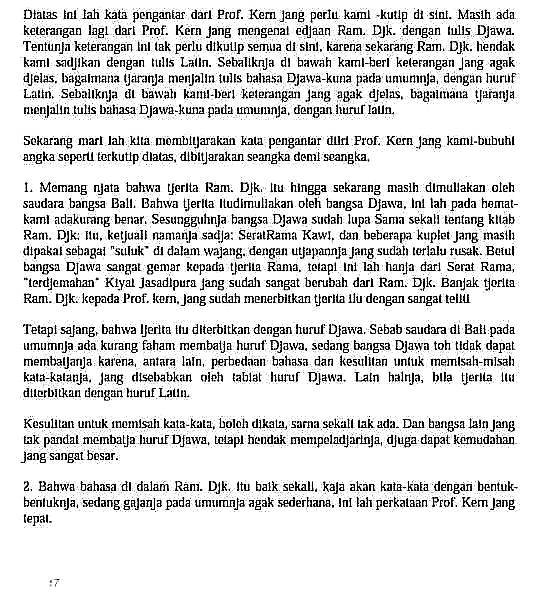 Diatas ini lah kata pengantar dari Prof. Kern jang perlu kami -kutip di sini. Masih ada
keterangan lagi dari Prof. Kern jang mengenai edjaan Ram. Djk. dengan tulis Djawa.
Tentunja keterangan ini tak perlu dikutip semua di sini, karena sekarang Ram. Djk. hendak
kami sadjikan dengan tulis Latin. Sebaliknja di bawah kami-beri keterangan jang agak
djelas, bagaimana tjaranja menjalin tulis bahasa Djawa-kuna pada umumnja, dengan huruf
Latin. Sebaliknja di bawah kami-beri keterangan jang agak djelas, bagaimana tjaranja
menjalin tulis bahasa Djawa-kuna pada umumnja, dengan huruf latin.
Sekarang mari lah kita membitjarakan kata pengantar diiri Prof. Kern jang kami-bubuhi
angka seperti terkutip diatas, dibitjarakan seangka demi seangka.
1. Memang njata bahwa tjerita Ram. Djk. itu hingga sekarang masih dimuliakan oleh
saudara bangsa Bali. Bahwa tjerita itudimuliakan oleh bangsa Djawa, ini lah pada hemat-
kami adakurang benar. Sesungguhnja bangsa Djawa sudah lupa Sama sekali tentang kitab
Ram. Djk: itu, ketjuali namanja sadja: SeratRama Kawi, dan beberapa kuplet jang masih
dipakai sebagai "suluk" di dalam wajang, dengan utjapannja jang sudah terlalu rusak. Betul
bangsa Djawa sangat gemar kepada tjerita Rama, tetapi ini lah hanja dari Serat Rama,
"terdjemahan" Kiyai Jasadipura jang sudah sangat berubah dari Ram. Djk. Banjak tjerita
Ram. Djk. kepada Prof. kern, jang sudah menerbitkan tjerita ilu dengan sangat teliti
Tetapi sajang, bahwa tjerita itu diterbitkan dengan huruf Djawa. Sebab saudara di Bali pada
umumnja ada kurang faham membatja huruf Djawa, sedang bangsa Djawa toh tidak dapat
membatjanja karena, antara lain, perbedaan bahasa dan kesulitan untuk memisah-misah
kata-katanja, jang disebabkan oleh tabiat huruf Djawa. Lain halnja, bila tjerita itu
diterbitkan dengan huruf Latin.
Kesulitan untuk memisah kata-kata, boleh dikata, sama sekali tak ada. Dan bangsa lain jang
tak pandai membatja huruf Djawa, tetapi hendak mempeladjarinja, djuga dapat kemudahan
jang sangat besar.
2. Bahwa bahasa di dalam Ram. Djk. itu baik sekali, kaja akan kata-kata dengan bentuk-
bentuknja, sedang gajanja pada umumnja agak sederhana, ini lah perkataan Prof. Kern jang
tepat.